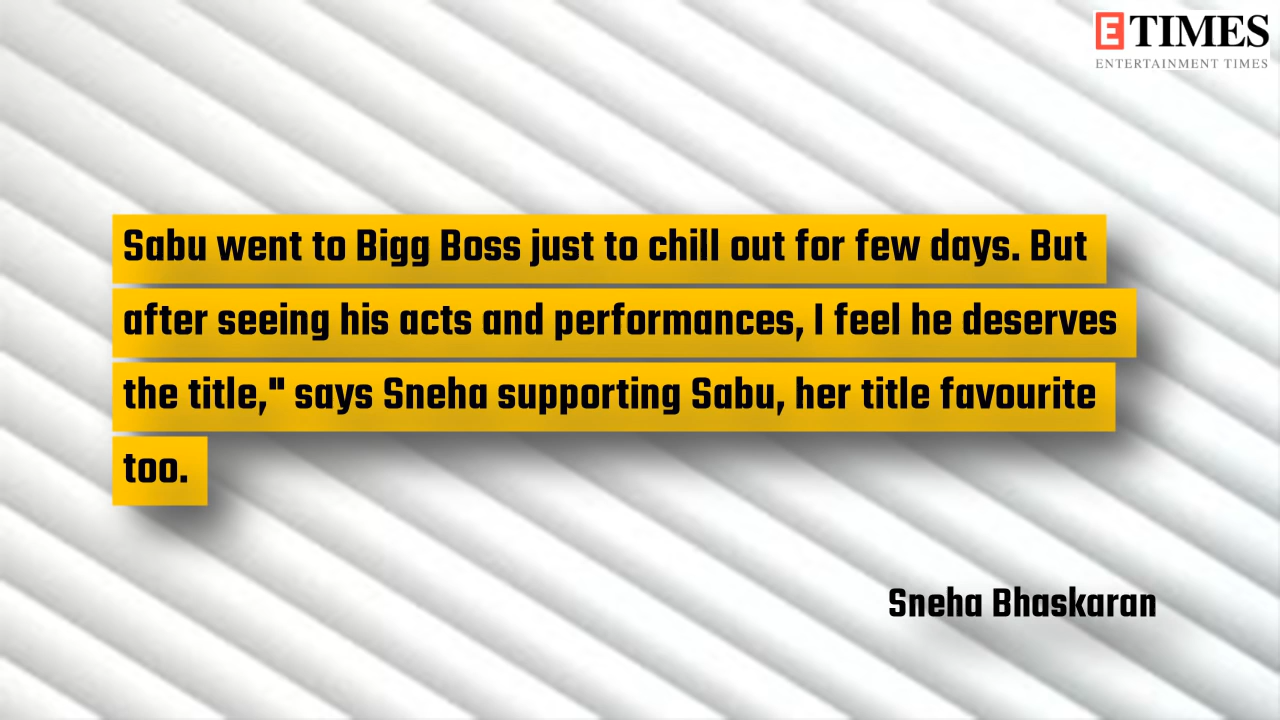 E TIMES
ENTERTAINMENT TIMES
Sabu went to Bigg Boss just to chill out for few days. But
after seeing his acts and performances, I feel he deserves
the title," says Sneha supporting Sabu, her title favourite
too.
Sneha Bhaskaran